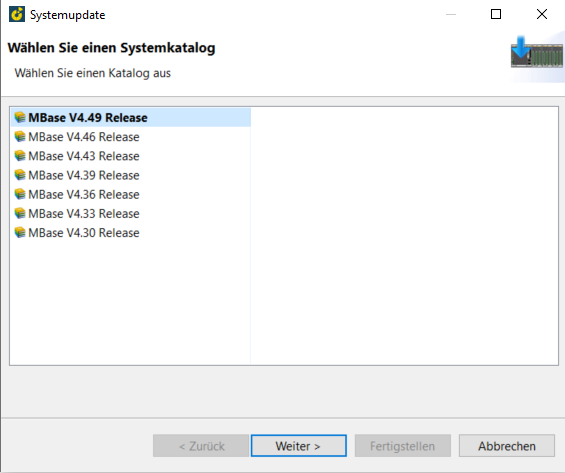 Systemupdate
Wählen Sie einen Systemkatalog
Wählen Sie einen Katalog aus
MBase V4.49 Release
MBase V4.46 Release
MBase V4.43 Release
MBase V4.39 Release
MBase V4.36 Release
MBase V4.33 Release
MBase V4.30 Release
< Zurück Weiter > Fertigstellen Abbrechen